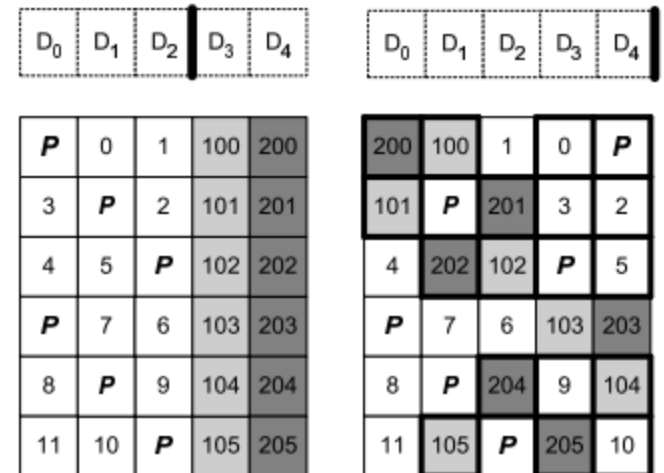 D0 D1 D2 D3 D4
P 0 1 100 200
3 P 2 101 201
4 5 P 102 202
P 7 6 103 203
8 P 9 104 204
11 10 P 105 205
D0 D1 D2 D3 D4
200 100 1 0 P
101 P 201 3 2
4 202 102 P 5
P 7 6 103 203
8 P 204 9 104
11 105 P 205 10